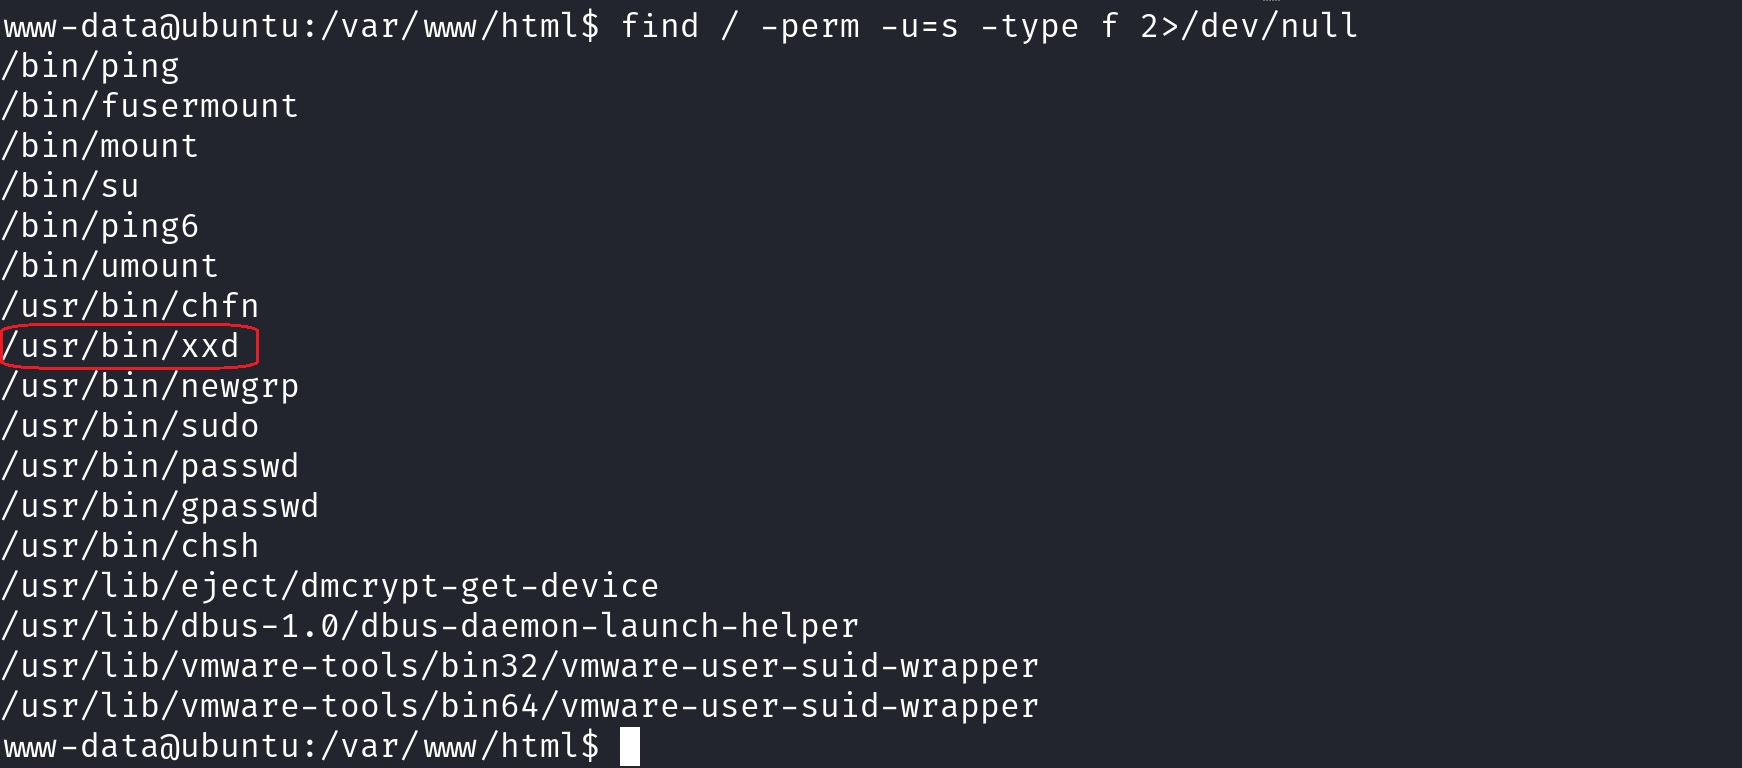 www-data@ubuntu:/var/www/html$ find / -perm -u=s -type f 2>/dev/null
/bin/ping
/bin/fusermount
/bin/mount
/bin/su
/bin/ping6
/bin/umount
/usr/bin/chfn
/usr/bin/xxd
/usr/bin/newgrp
/usr/bin/sudo
/usr/bin/passwd
/usr/bin/gpasswd
/usr/bin/chsh
/usr/lib/eject/dmcrypt-get-device
/usr/lib/dbus-1.0/dbus-daemon-launch-helper
/usr/lib/vmware-tools/bin32/vmware-user-suid-wrapper
/usr/lib/vmware-tools/bin64/vmware-user-suid-wrapper
www-data@ubuntu:/var/www/html$